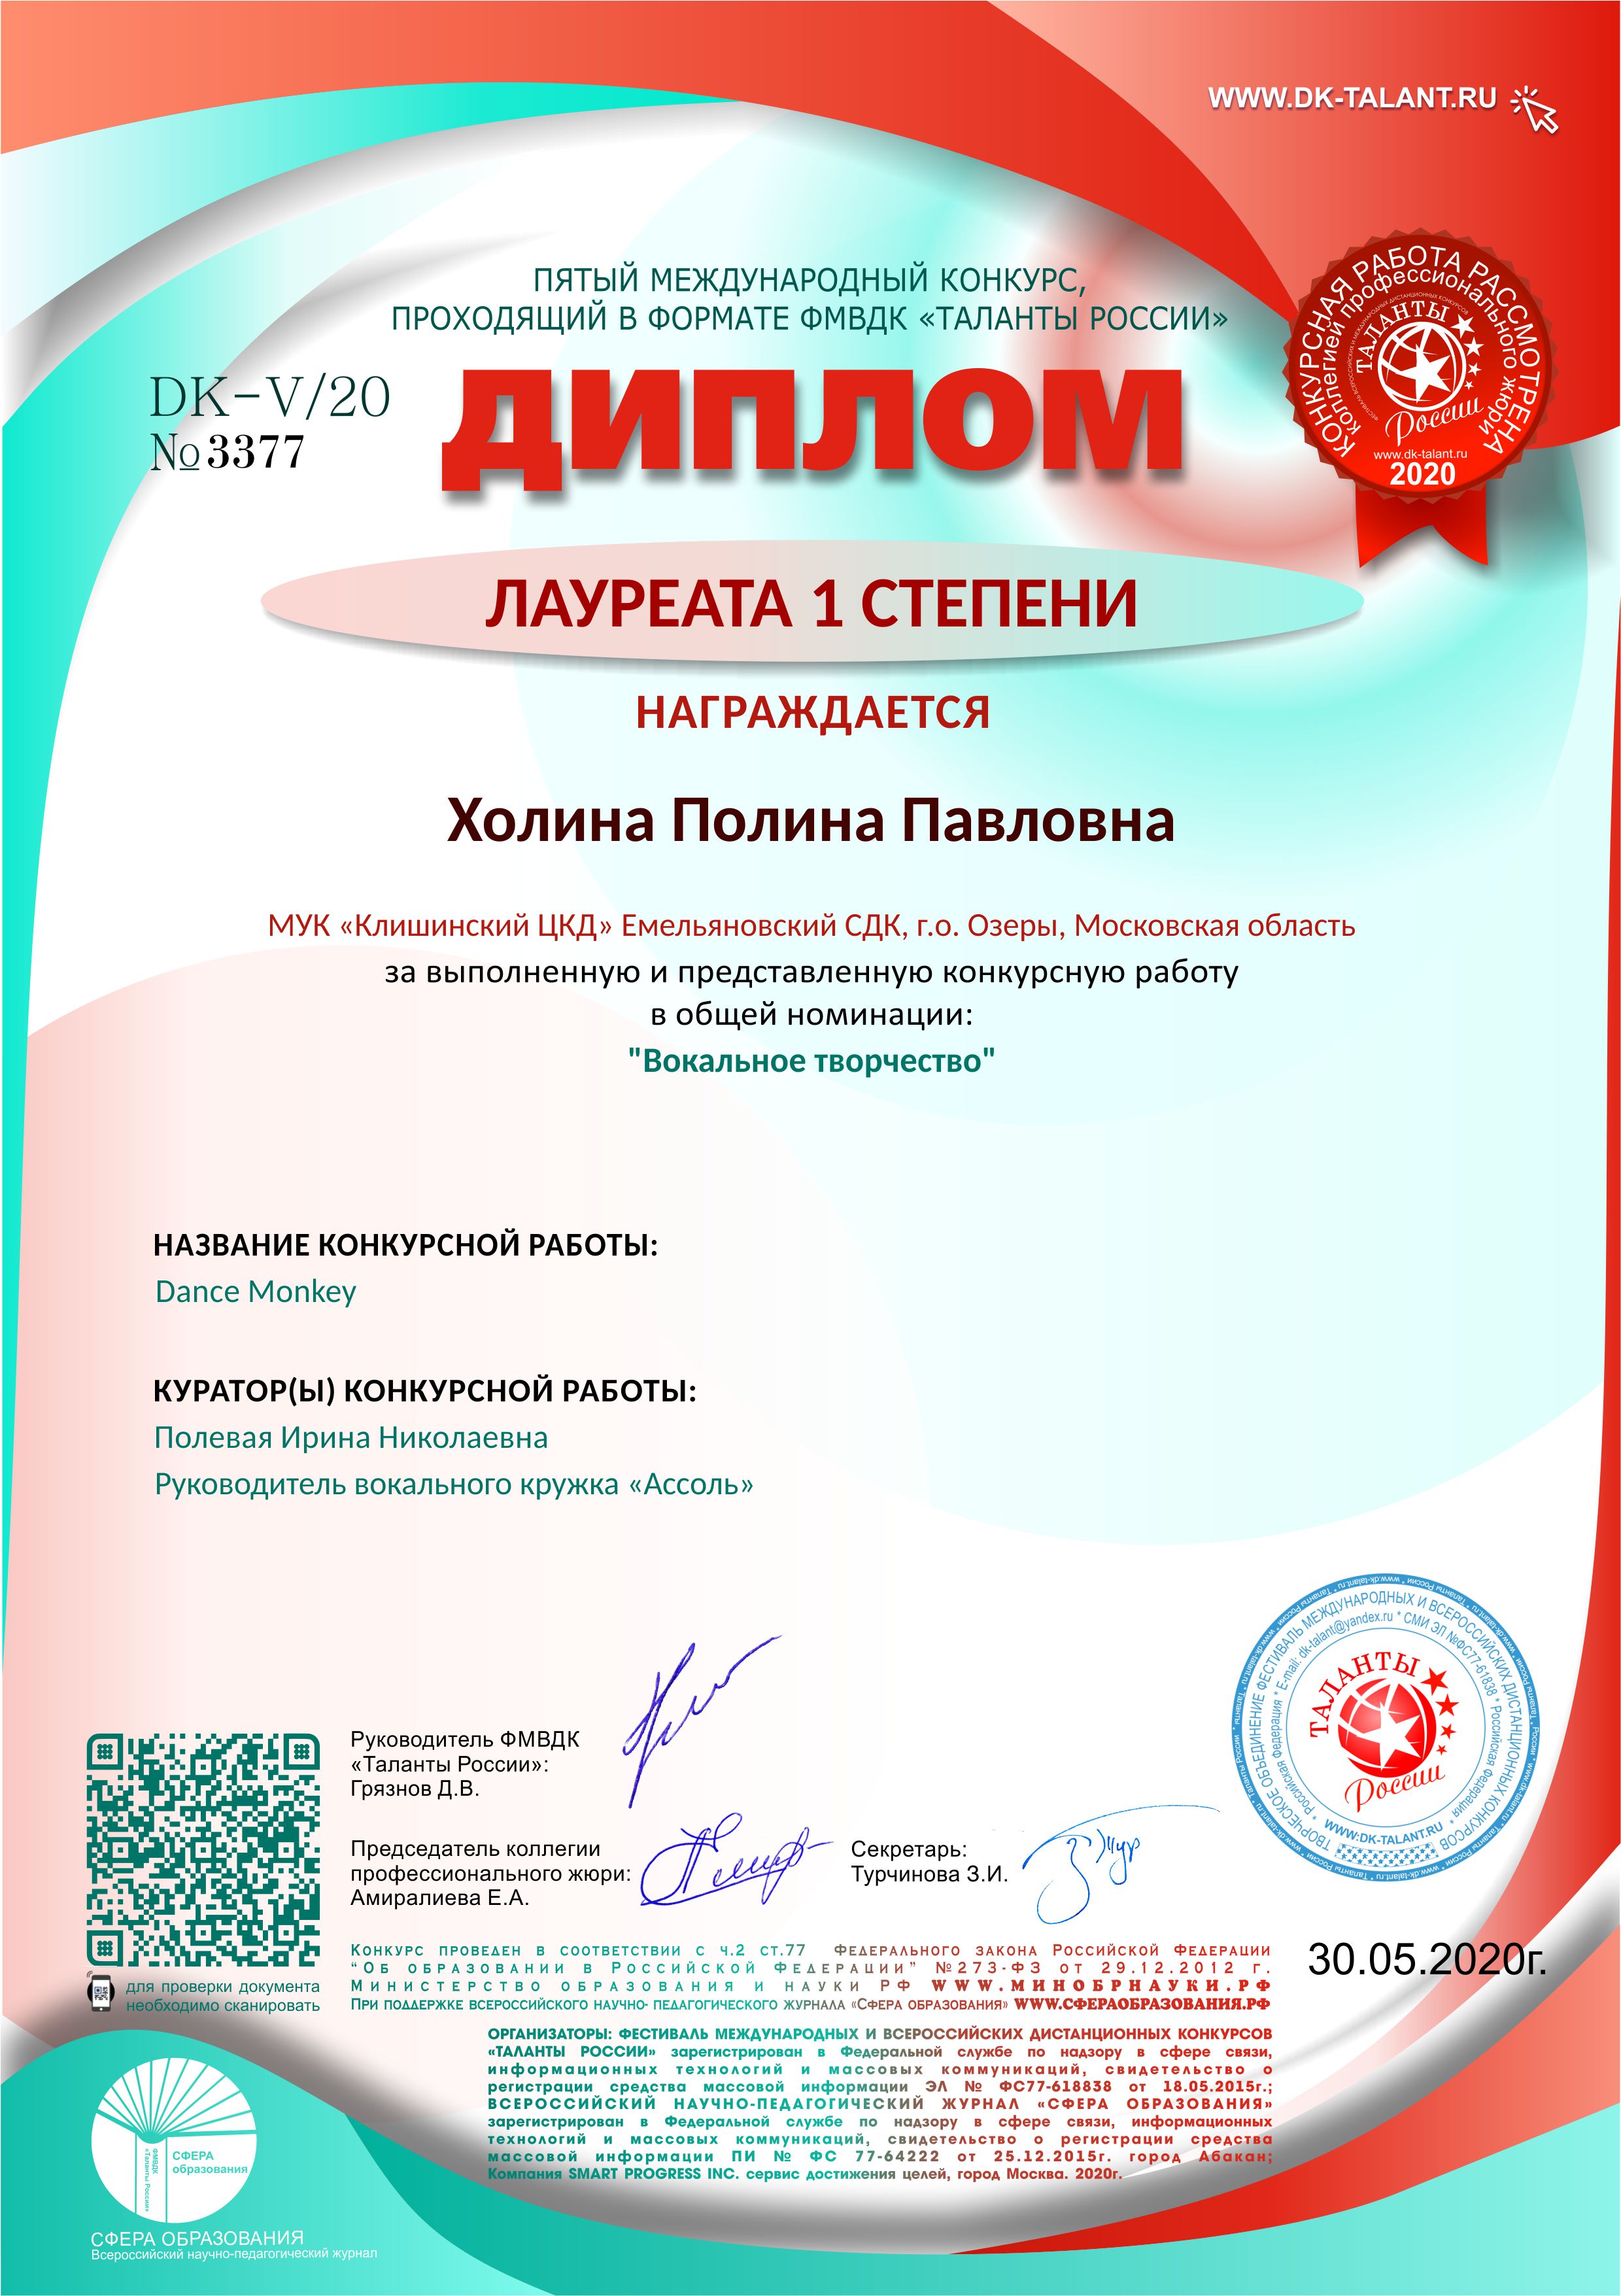 WWW.DK-TALANT.RU
ПЯТЫЙ МЕЖДУНАРОДНЫЙ КОНКУРС,
ПРОХОДЯЩИЙ В ФОРМАТЕ ФМВДК «ТАЛАНТЫ РОССИИ»
DK-V/20
№ 3377
ДИПЛОМ
КОНКУРСНАЯ РАБОТА РАССМОТРЕНА
коллегией профессионального жюри
ТАЛАНТЫ
России
www.dk-talant.ru
2020
ЛАУРЕАТА 1 СТЕПЕНИ
НАГРАЖДАЕТСЯ
Холина Полина Павловна
МУК «Клишинский ЦКД» Емельяновский СДК, г.о. Озеры, Московская область
за выполненную и представленную конкурсную работу
в общей номинации:
"Вокальное творчество"
НАЗВАНИЕ КОНКУРСНОЙ РАБОТЫ:
Dance Monkey
КУРАТОР(Ы) КОНКУРСНОЙ РАБОТЫ:
Полевая Ирина Николаевна
Руководитель вокального кружка «Ассоль»
Руководитель ФМВДК
«Таланты России»:
Грязнов Д.В.
Председатель коллегии
профессионального жюри:
Амиралиева Е.А.
Секретарь:
Турчинова З.И.
ТВОРЧЕСКОЕ ОБЪЕДИНЕНИЕ ФЕСТИВАЛЬ МЕЖДУНАРОДНЫХ И ВСЕРОССИЙСКИХ ДИСТАНЦИОННЫХ КОНКУРСОВ
* Российская Федерация * E-mail: dk-talant@yandex.ru * СМИ ЭЛ №ФС77-61838 * Российская Федерация *
ТАЛАНТЫ
России
WWW.DK-TALANT.RU
30.05.2020г.
для проверки документа
необходимо сканировать
Конкурс проведен в соответствии с ч.2 ст.77 Федерального закона Российской Федерации
“Об образовании в Российской Федерации” №273-ФЗ от 29.12.2012 г.
Министерство образования и науки РФ WWW.МИНОБРНАУКИ.РФ
При поддержке всероссийского научно- педагогического журнала «Сфера образования» WWW.СФЕРАОБРАЗОВАНИЯ.РФ
ОРГАНИЗАТОРЫ: ФЕСТИВАЛЬ МЕЖДУНАРОДНЫХ И ВСЕРОССИЙСКИХ ДИСТАНЦИОННЫХ КОНКУРСОВ
«ТАЛАНТЫ РОССИИ» зарегистрирован в Федеральной службе по надзору в сфере связи,
информационных технологий и массовых коммуникаций, свидетельство о
регистрации средства массовой информации ЭЛ № ФС77-618838 от 18.05.2015г.;
ВСЕРОССИЙСКИЙ НАУЧНО-ПЕДАГОГИЧЕСКИЙ ЖУРНАЛ «СФЕРА ОБРАЗОВАНИЯ»
зарегистрирован в Федеральной службе по надзору в сфере связи, информационных
технологий и массовых коммуникаций, свидетельство о регистрации средства
массовой информации ПИ № ФС 77-64222 от 25.12.2015г. город Абакан;
Компания SMART PROGRESS INC. сервис достижения целей, город Москва. 2020г.
ФМВДК
«Таланты России»
СФЕРА
образования
СФЕРА ОБРАЗОВАНИЯ
Всероссийский научно-педагогический журнал